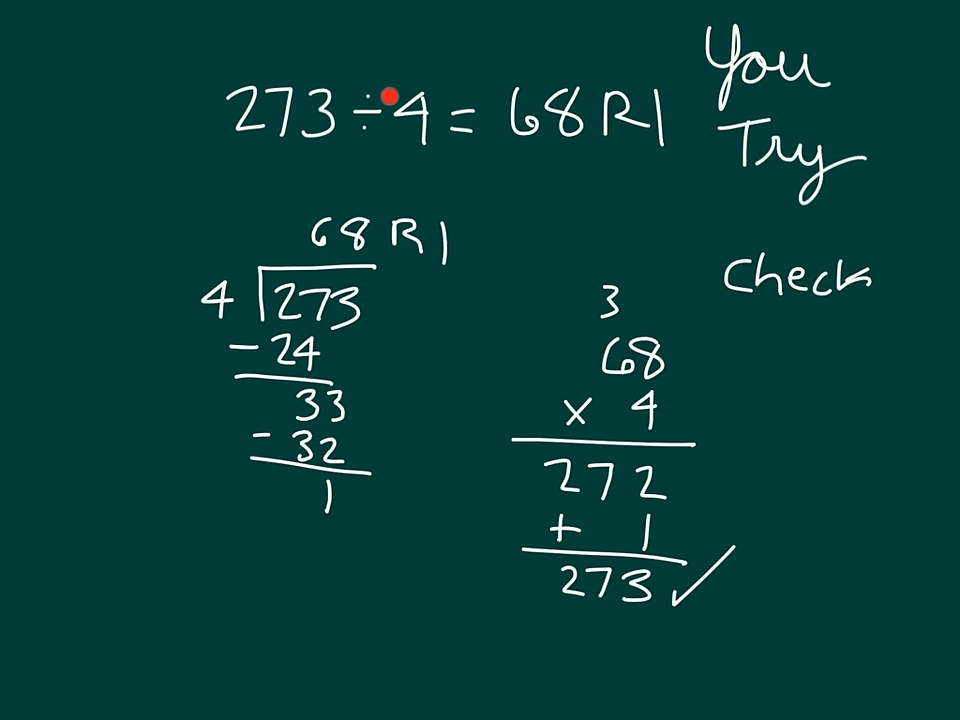 273 ÷ 4 = 68 R1
You
Try
68 R1
4 273
- 24
33
- 32
1
Check
3
68
x 4
272
+ 1
273 ✓